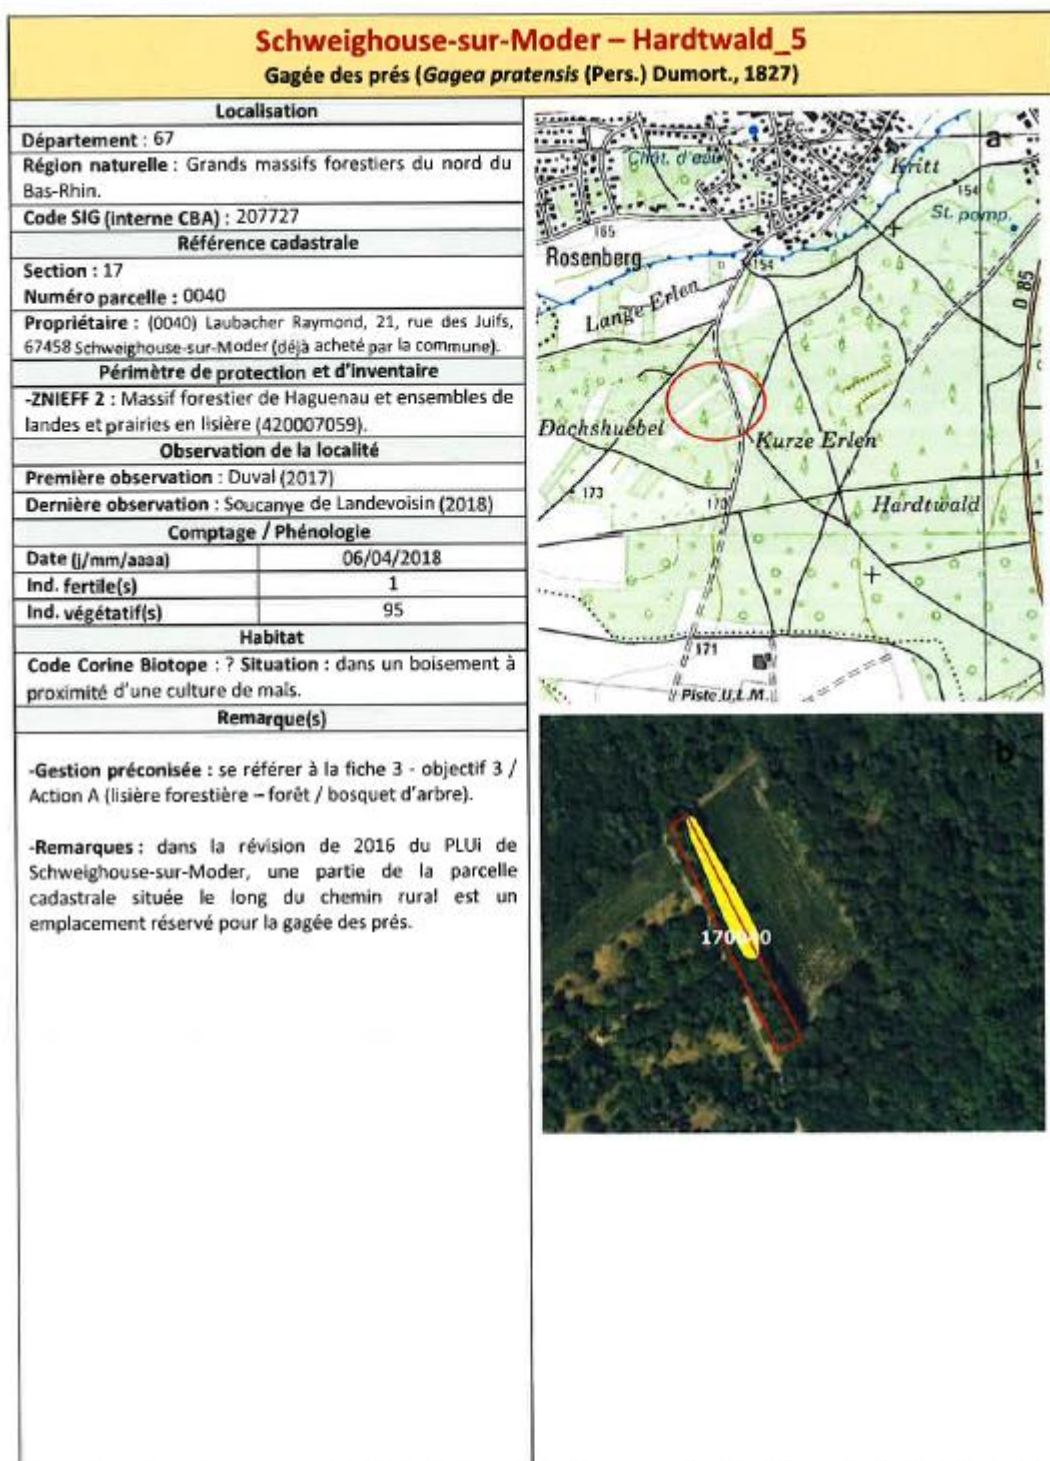 Schweighouse-sur-Moder – Hardtwald_5
Gagée des prés (Gagea pratensis (Pers.) Dumort., 1827)
Localisation
Département : 67
Région naturelle : Grands massifs forestiers du nord du
Bas-Rhin.
Code SIG (interne CBA) : 207727
Référence cadastrale
Section : 17
Numéro parcelle : 0040
Propriétaire : (0040) Laubacher Raymond, 21, rue des Juifs,
67458 Schweighouse-sur-Moder (déjà acheté par la commune).
Périmètre de protection et d'inventaire
-ZNIEFF 2 : Massif forestier de Haguenau et ensembles de
landes et prairies en lisière (420007059).
Observation de la localité
Première observation : Duval (2017)
Dernière observation : Soucanye de Landevoisin (2018)
Comptage / Phénologie
Date (j/mm/aaaa) 06/04/2018
Ind. fertile(s) 1
Ind. végétatif(s) 95
Habitat
Code Corine Biotope : ? Situation : dans un boisement à
proximité d'une culture de maïs.
Remarque(s)
-Gestion préconisée : se référer à la fiche 3 - objectif 3 /
Action A (lisière forestière – forêt / bosquet d'arbre).
-Remarques : dans la révision de 2016 du PLUi de
Schweighouse-sur-Moder, une partie de la parcelle
cadastrale située le long du chemin rural est un
emplacement réservé pour la gagée des prés.
a
Chât. d'eau
Kritt
154
St. pomp.
165
Rosenberg
154
Lange Erlen
D 85
Dachshuebel
Kurze Erlen
173
170
Hardtwald
171
Piste U.L.M.
b
170040